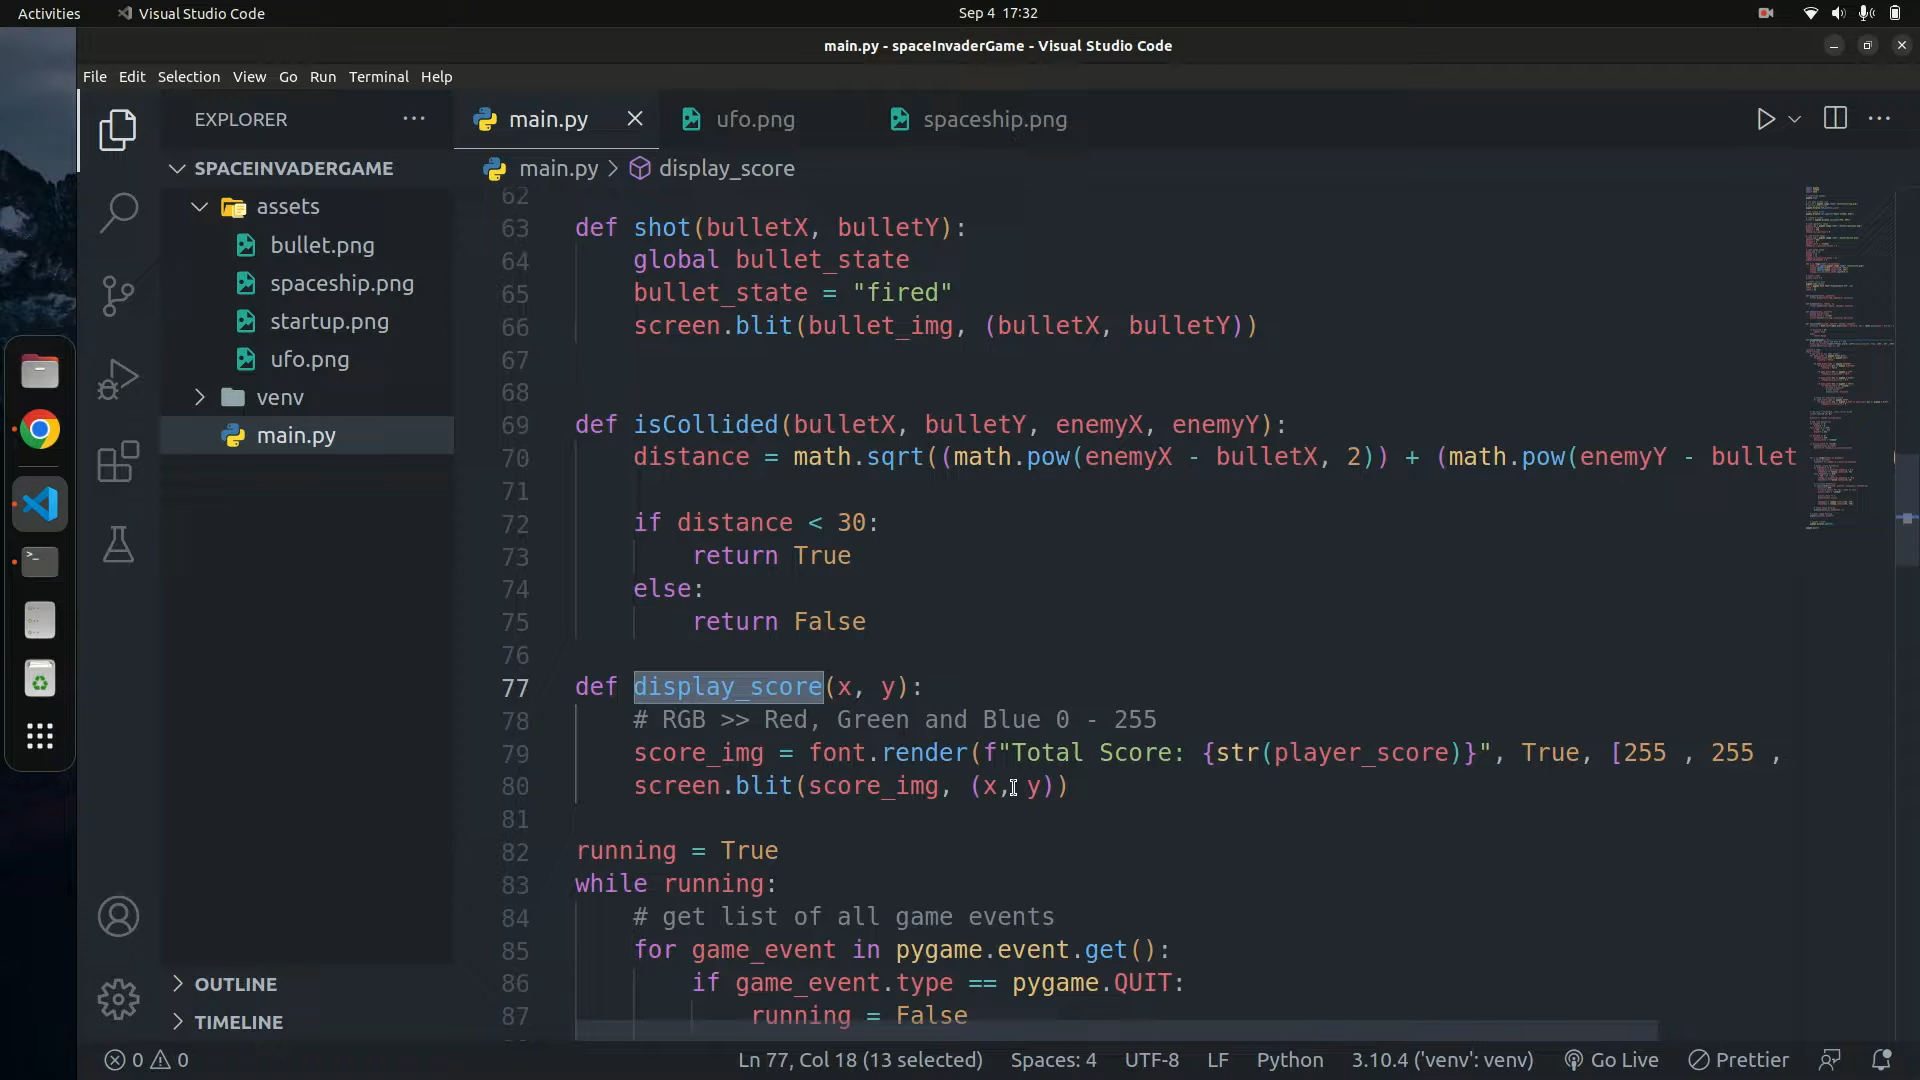 Activities
Visual Studio Code
Sep 4 17:32
main.py - spaceInvaderGame - Visual Studio Code
File Edit Selection View Go Run Terminal Help
EXPLORER
main.py
ufo.png
spaceship.png
SPACEINVADERGAME
assets
bullet.png
spaceship.png
startup.png
ufo.png
venv
main.py
OUTLINE
TIMELINE
main.py > display_score
62
63 def shot(bulletX, bulletY):
64 global bullet_state
65 bullet_state = "fired"
66 screen.blit(bullet_img, (bulletX, bulletY))
67
68
69 def isCollided(bulletX, bulletY, enemyX, enemyY):
70 distance = math.sqrt((math.pow(enemyX - bulletX, 2)) + (math.pow(enemyY - bullet
71
72 if distance < 30:
73 return True
74 else:
75 return False
76
77 def display_score(x, y):
78 # RGB >> Red, Green and Blue 0 - 255
79 score_img = font.render(f"Total Score: {str(player_score)}", True, [255 , 255 ,
80 screen.blit(score_img, (x, y))
81
82 running = True
83 while running:
84 # get list of all game events
85 for game_event in pygame.event.get():
86 if game_event.type == pygame.QUIT:
87 running = False
0 0
Ln 77, Col 18 (13 selected) Spaces: 4 UTF-8 LF Python 3.10.4 ('venv': venv) Go Live Prettier